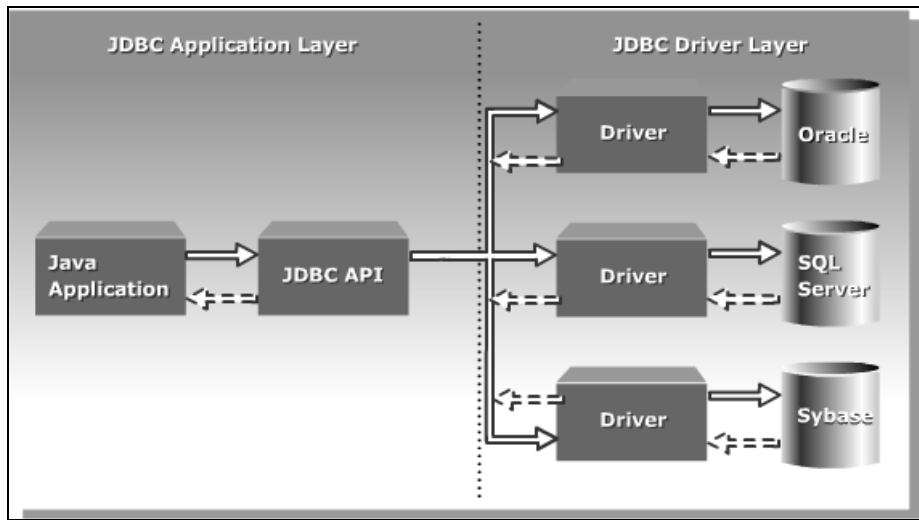 JDBC Application Layer
JDBC Driver Layer
Driver
Oracle
Java
Application
JDBC API
Driver
SQL
Server
Driver
Sybase